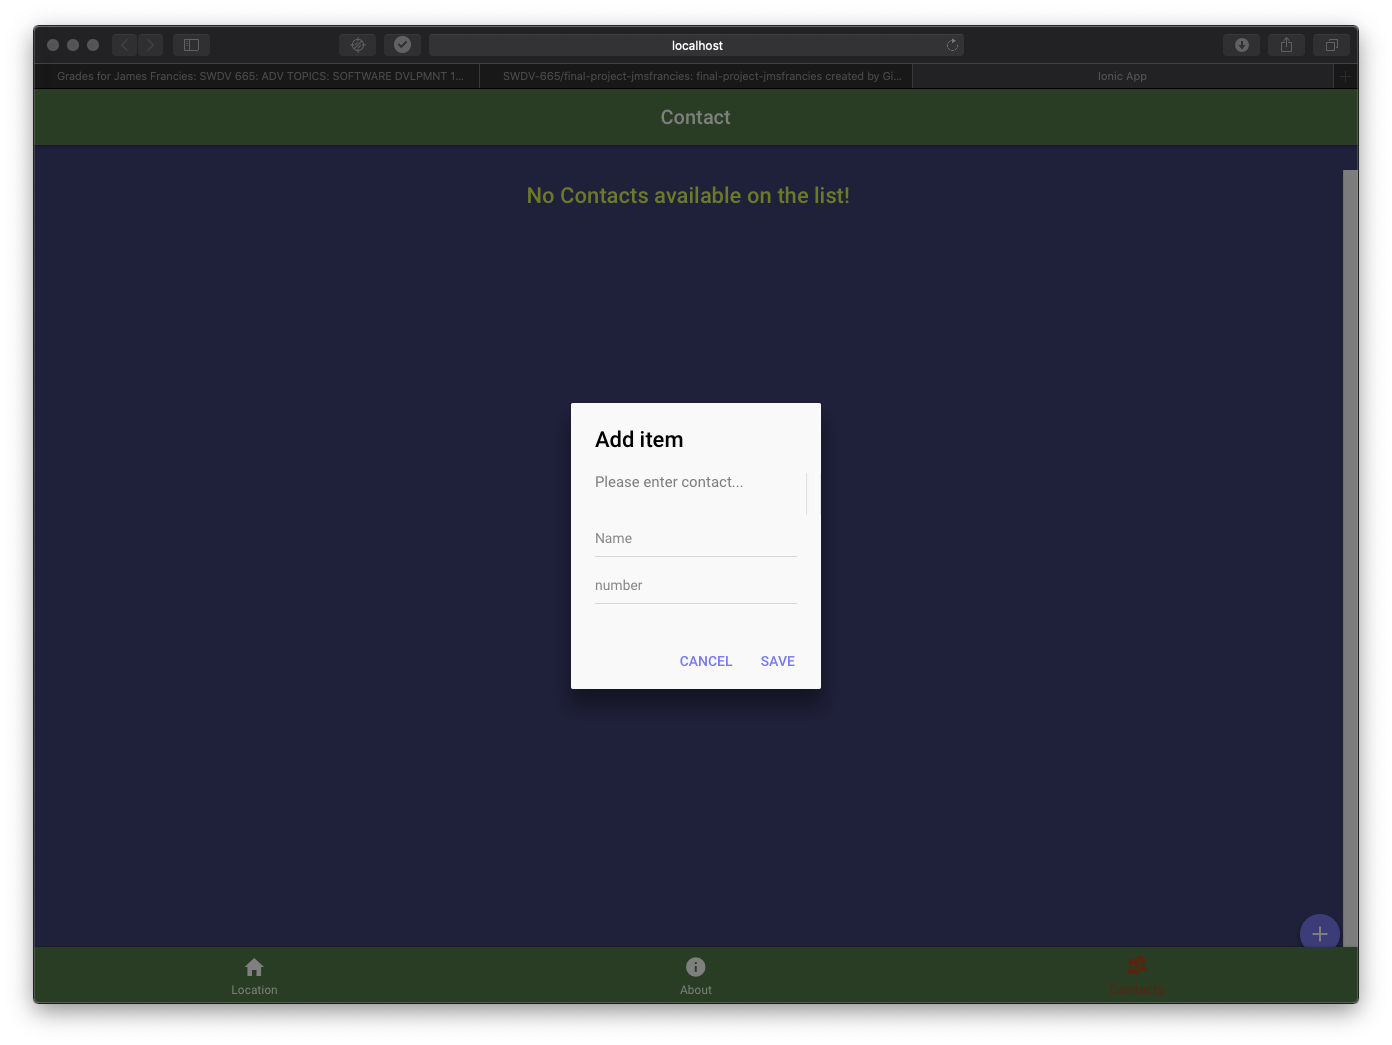 localhost
Grades for James Francies: SWDV 665: ADV TOPICS: SOFTWARE DVLPMNT 1...
SWDV-665/final-project-jmsfrancies: final-project-jmsfrancies created by Gi...
Ionic App
Contact
No Contacts available on the list!
Add item
Please enter contact...
Name
number
CANCEL SAVE
Location
About
Contacts